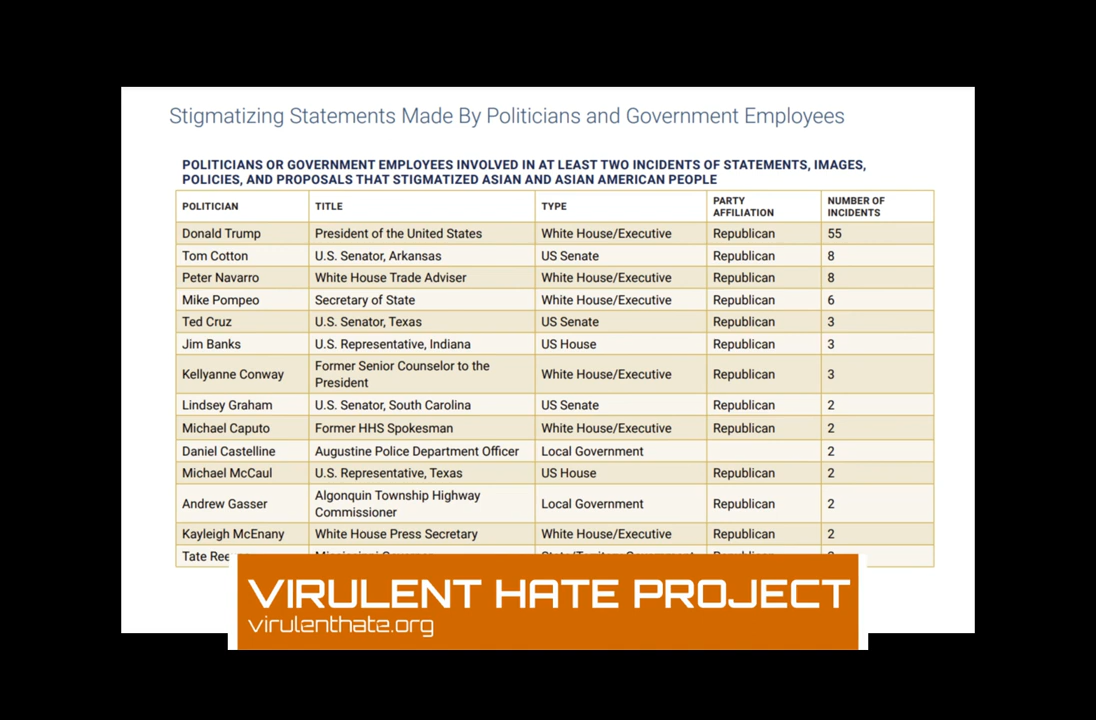 Stigmatizing Statements Made By Politicians and Government Employees
POLITICIANS OR GOVERNMENT EMPLOYEES INVOLVED IN AT LEAST TWO INCIDENTS OF STATEMENTS, IMAGES,
POLICIES, AND PROPOSALS THAT STIGMATIZED ASIAN AND ASIAN AMERICAN PEOPLE
POLITICIAN TITLE TYPE PARTY AFFILIATION NUMBER OF INCIDENTS
Donald Trump President of the United States White House/Executive Republican 55
Tom Cotton U.S. Senator, Arkansas US Senate Republican 8
Peter Navarro White House Trade Adviser White House/Executive Republican 8
Mike Pompeo Secretary of State White House/Executive Republican 6
Ted Cruz U.S. Senator, Texas US Senate Republican 3
Jim Banks U.S. Representative, Indiana US House Republican 3
Kellyanne Conway Former Senior Counselor to the President White House/Executive Republican 3
Lindsey Graham U.S. Senator, South Carolina US Senate Republican 2
Michael Caputo Former HHS Spokesman White House/Executive Republican 2
Daniel Castelline Augustine Police Department Officer Local Government 2
Michael McCaul U.S. Representative, Texas US House Republican 2
Andrew Gasser Algonquin Township Highway Commissioner Local Government Republican 2
Kayleigh McEnany White House Press Secretary White House/Executive Republican 2
Tate
VIRULENT HATE PROJECT
virulenthate.org